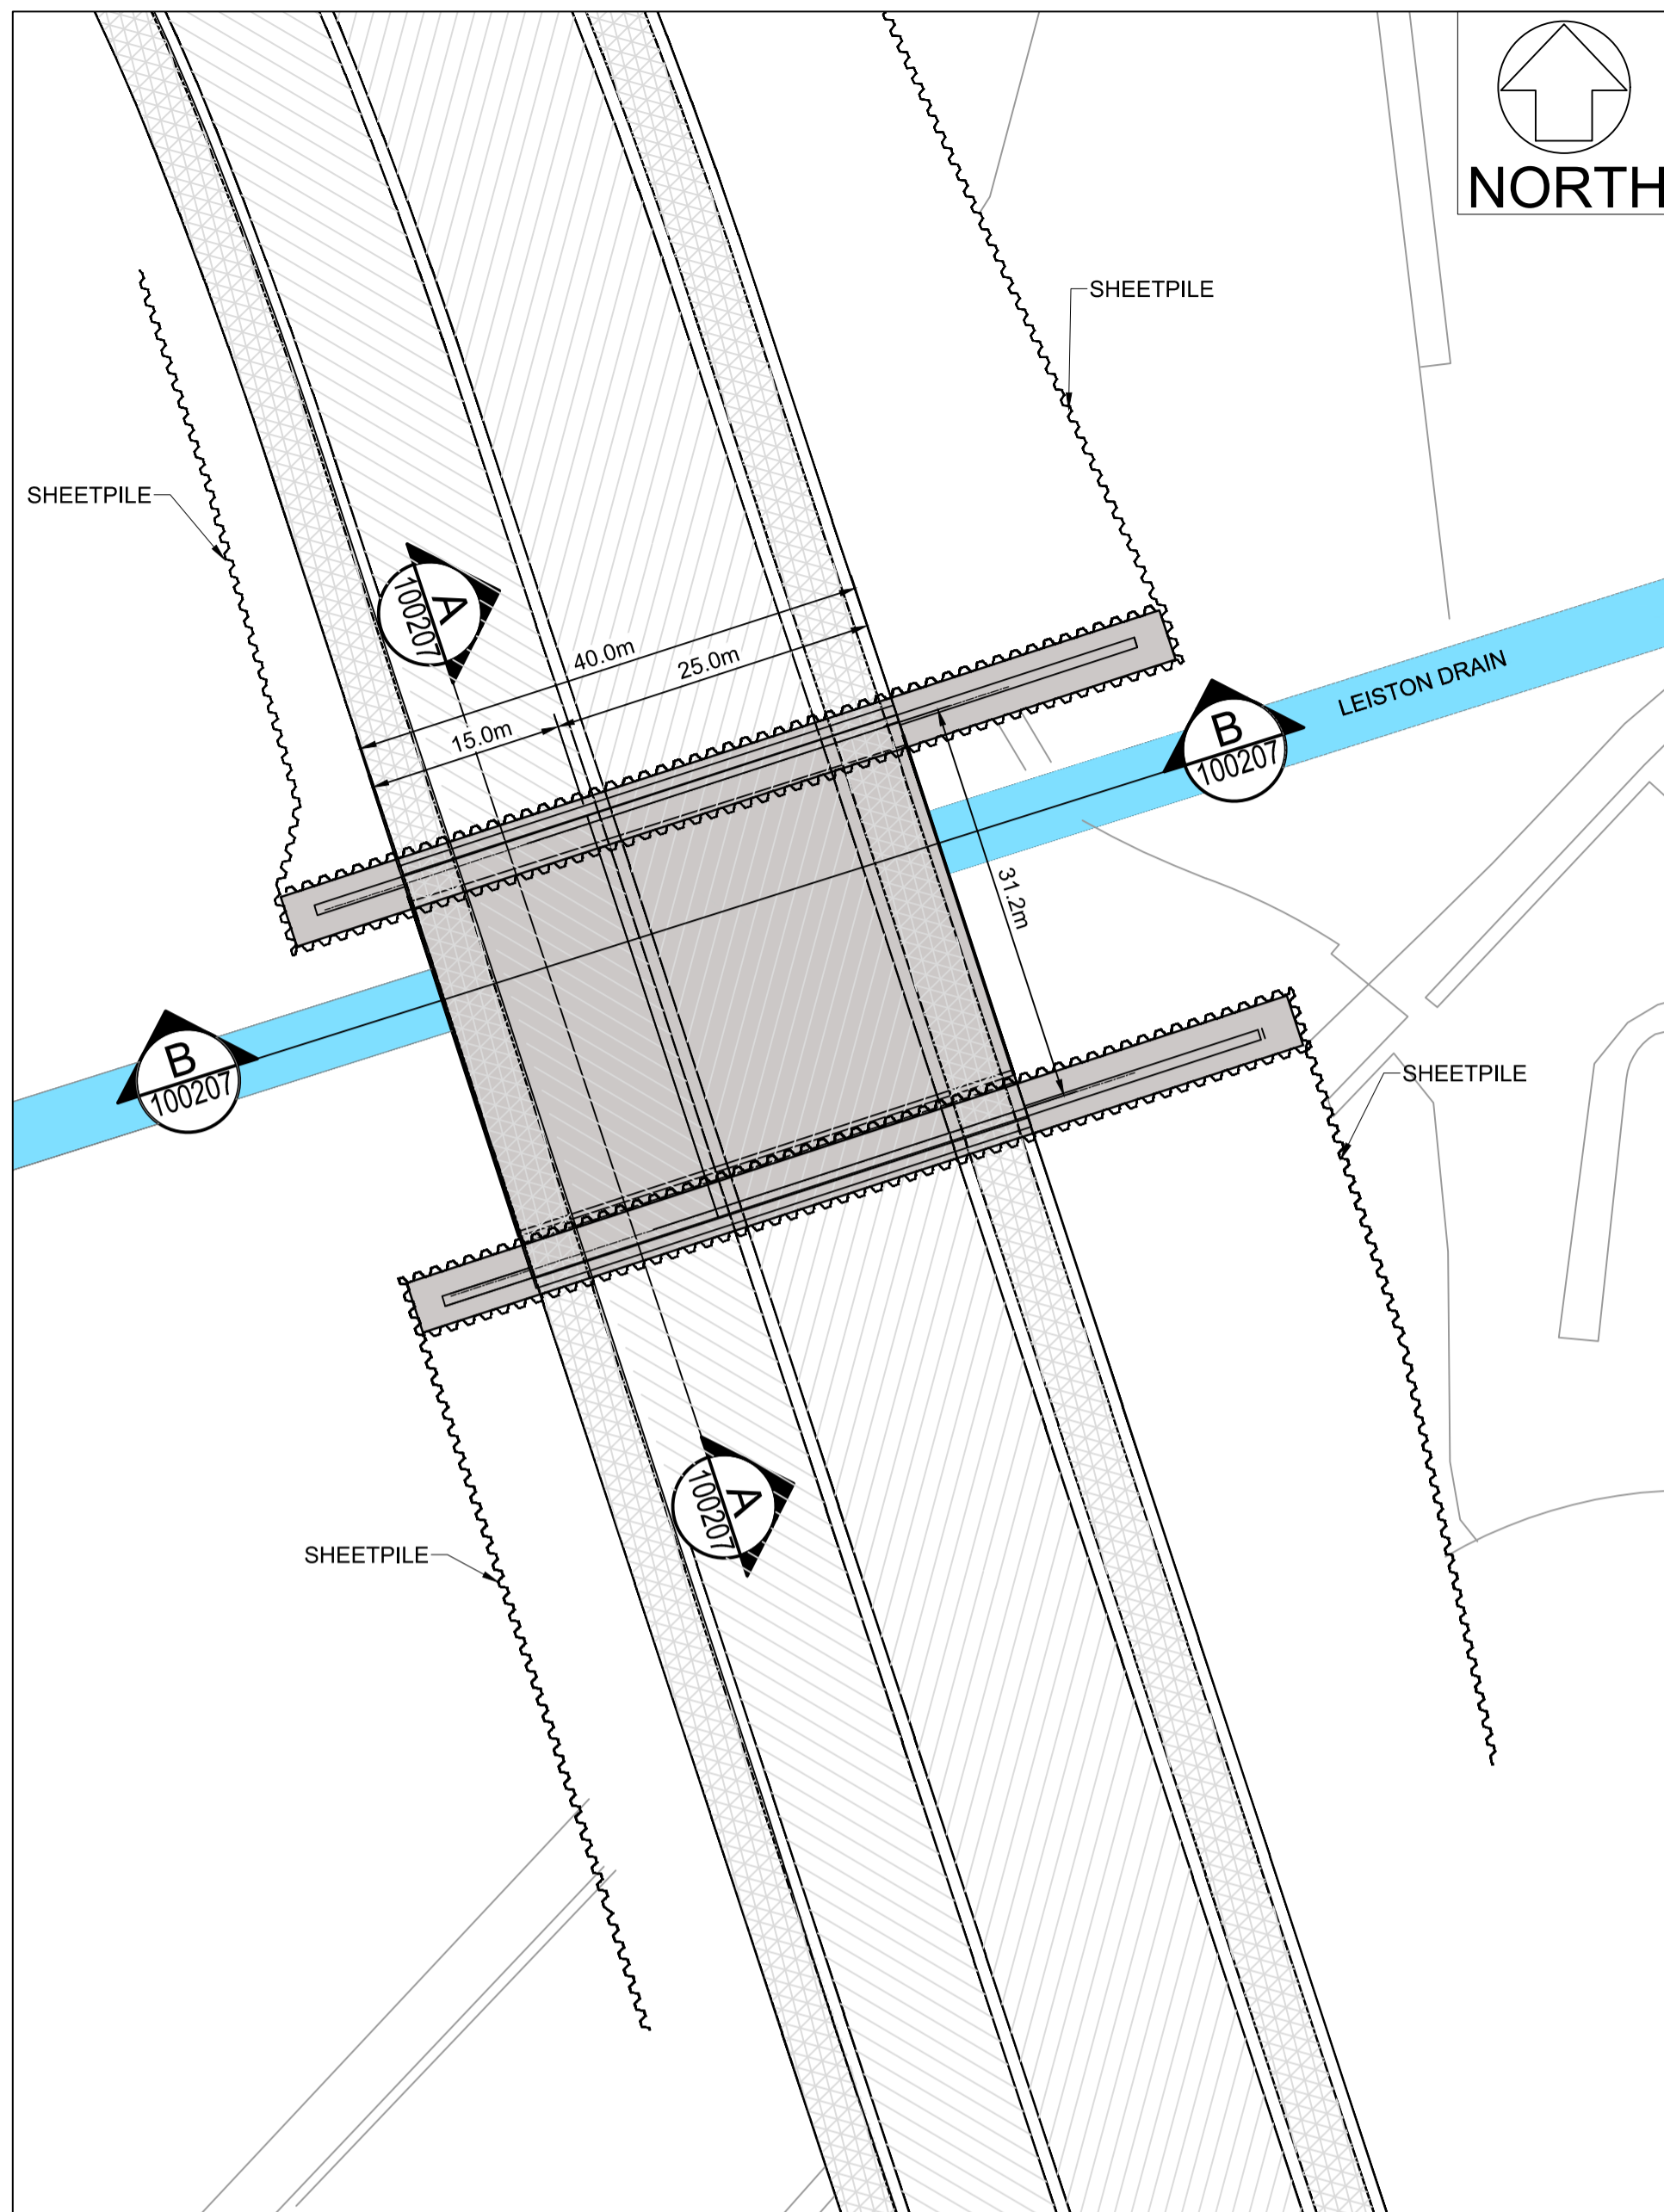 NORTH
SHEETPILE
SHEETPILE
A
100207
40.0m
25.0m
15.0m
LEISTON DRAIN
B
100207
31.2m
B
100207
SHEETPILE
A
100207
SHEETPILE